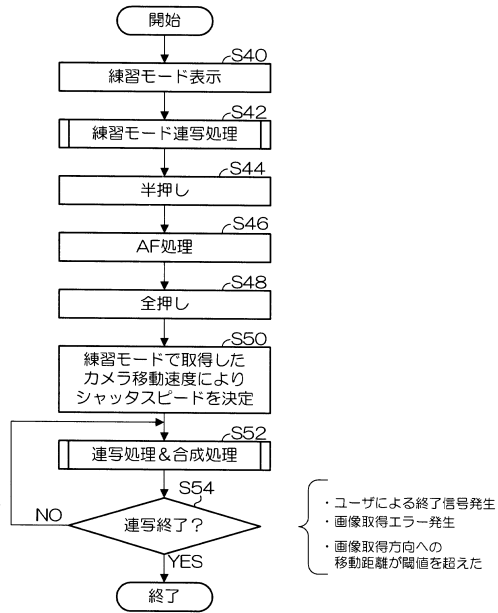 開始
S40
練習モード表示
S42
練習モード連写処理
S44
半押し
S46
AF処理
S48
全押し
S50
練習モードで取得した
カメラ移動速度により
シャッタスピードを決定
S52
連写処理&合成処理
S54
連写終了?
NO
YES
終了
・ユーザによる終了信号発生
・画像取得エラー発生
・画像取得方向への
移動距離が閾値を超えた